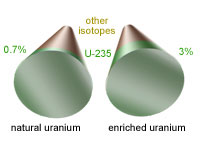 other
isotopes
0.7%
U-235
3%
natural uranium
enriched uranium